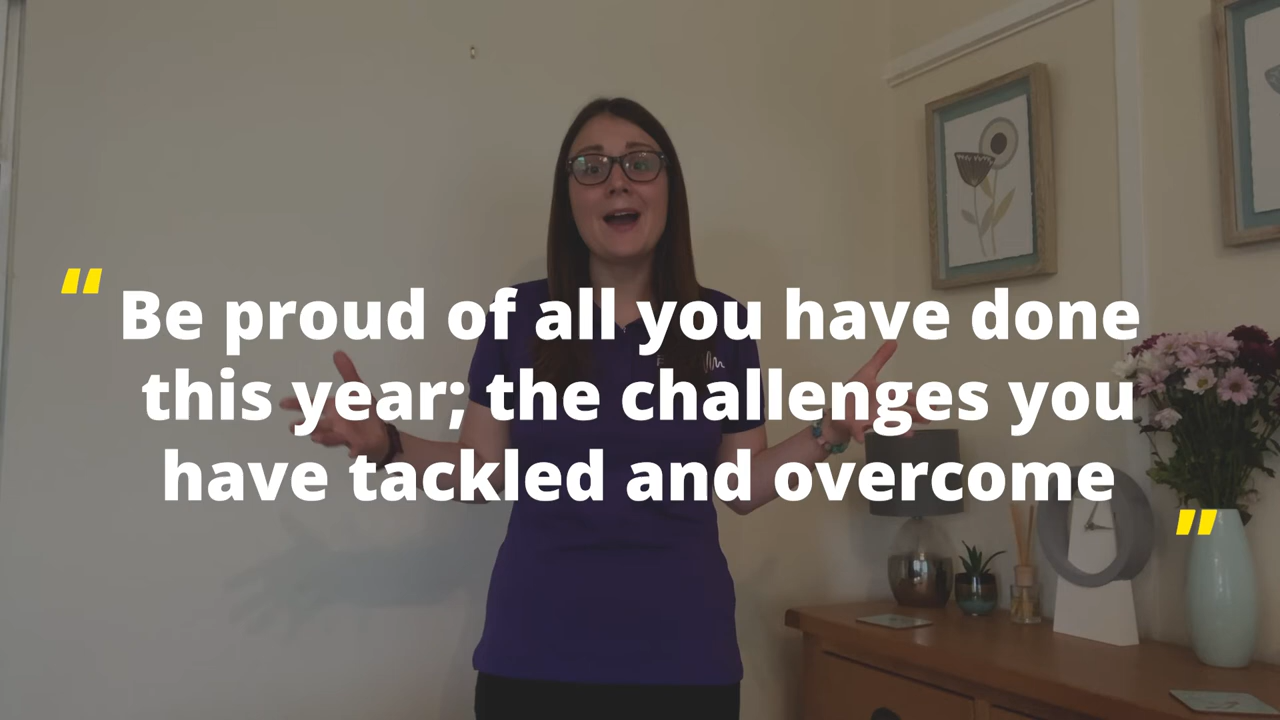 “Be proud of all you have done
this year; the challenges you
have tackled and overcome”